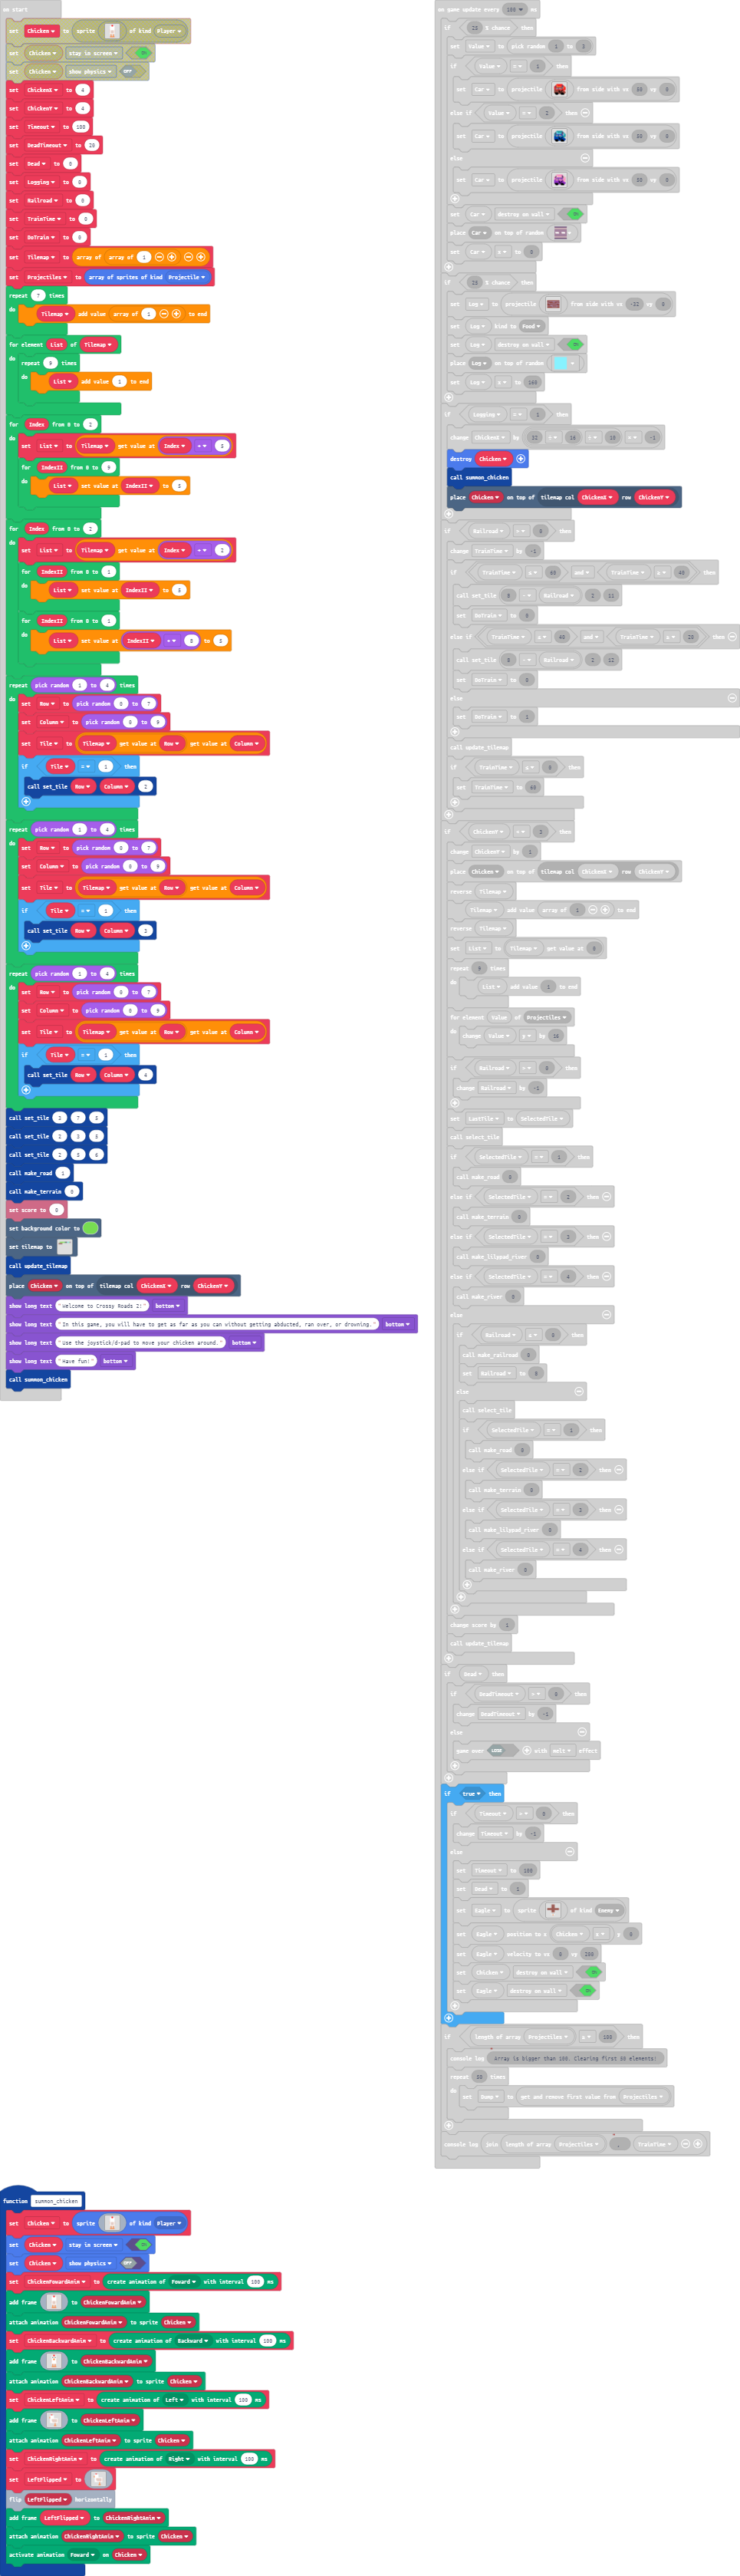 on start
set Chicken to sprite of kind Player
set Chicken stay in screen ON
set Chicken show physics OFF
set ChickenX to 4
set ChickenY to 4
set Timeout to 100
set DeadTimeout to 20
set Dead to 0
set Logging to 0
set Railroad to 0
set TrainTime to 0
set DoTrain to 0
set Tilemap to array of array of 1
set Projectiles to array of sprites of kind Projectile
repeat 7 times
do Tilemap add value array of 1 to end
for element List of Tilemap
do repeat 8 times
do List add value 1 to end
for Index from 0 to 2
do set List to Tilemap get value at Index
for IndexII from 0 to 9
do List set value at IndexII to
for Index from 0 to 2
do set List to Tilemap get value at Index
for IndexII from 0 to 1
do List set value at IndexII to
for IndexII from 0 to 1
do List set value at IndexII + 8 to
repeat pick random 1 to 4 times
do set Row to pick random 0 to 7
set Column to pick random 0 to 9
set Tile to Tilemap get value at Row get value at Column
if Tile = 1 then
call set_tile Row Column 2
repeat pick random 1 to 4 times
do set Row to pick random 0 to 7
set Column to pick random 0 to 9
set Tile to Tilemap get value at Row get value at Column
if Tile = 1 then
call set_tile Row Column 3
repeat pick random 1 to 4 times
do set Row to pick random 0 to 7
set Column to pick random 0 to 9
set Tile to Tilemap get value at Row get value at Column
if Tile = 1 then
call set_tile Row Column 4
call set_tile
call set_tile
call set_tile
call make_road 1
call make_terrain 0
set score to 0
set background color to
set tilemap to
call update_tilemap
place Chicken on top of tilemap col ChickenX row ChickenY
show long text "Welcome to Crossy Roads 2!" bottom
show long text "In this game, you will have to get as far as you can without getting abducted, ran over, or drowning." bottom
show long text "Use the joystick/d-pad to move your chicken around." bottom
show long text "Have fun!" bottom
call summon_chicken
on game update every 100 ms
if 23 % chance then
set Value to pick random 1 to 3
if Value = 1 then
set Car to projectile from side with vx 50 vy 0
else if Value = 2 then
set Car to projectile from side with vx 50 vy 0
else
set Car to projectile from side with vx 50 vy 0
set Car destroy on wall ON
place Car on top of random
set Car x to 0
if % chance then
set Log to projectile from side with vx -32 vy 0
set Log kind to Food
set Log destroy on wall ON
place Log on top of random
set Log x to 160
if Logging = 1 then
change ChickenX by 32 ÷ 10 ÷ 10 × -1
destroy Chicken
call summon_chicken
place Chicken on top of tilemap col ChickenX row ChickenY
if Railroad > 0 then
change TrainTime by -1
if TrainTime ≤ 60 and TrainTime ≥ 40 then
call set_tile 8 - Railroad 2 11
set DoTrain to 0
else if TrainTime ≤ 40 and TrainTime ≥ 20 then
call set_tile 8 - Railroad 2 12
set DoTrain to 0
else
set DoTrain to 1
call update_tilemap
if TrainTime ≤ 0 then
set TrainTime to 60
if ChickenY < 3 then
change ChickenY by 1
place Chicken on top of tilemap col ChickenX row ChickenY
reverse Tilemap
Tilemap add value array of 1 to end
reverse Tilemap
set List to Tilemap get value at 0
repeat 9 times
do List add value 1 to end
for element Value of Projectiles
do change Value y by 16
if Railroad > 0 then
change Railroad by -1
set LastTile to SelectedTile
call select_tile
if SelectedTile = 1 then
call make_road 0
else if SelectedTile = 2 then
call make_terrain 0
else if SelectedTile = 3 then
call make_lilypad_river 0
else if SelectedTile = 4 then
call make_river 0
else
if Railroad ≤ 0 then
call make_railroad 0
set Railroad to 8
else
call select_tile
if SelectedTile = 1 then
call make_road 0
else if SelectedTile = 2 then
call make_terrain 0
else if SelectedTile = 3 then
call make_lilypad_river 0
else if SelectedTile = 4 then
call make_river 0
change score by 1
call update_tilemap
if Dead then
if DeadTimeout > 0 then
change DeadTimeout by -1
else
game over LOSE with melt effect
if true then
if Timeout > 0 then
change Timeout by -1
else
set Timeout to 100
set Dead to 1
set Eagle to sprite of kind Enemy
set Eagle position to x Chicken x y 0
set Eagle velocity to vx 0 vy 200
set Chicken destroy on wall ON
set Eagle destroy on wall ON
if length of array Projectiles ≥ 100 then
console log Array is bigger than 100. Clearing first 30 elements!
repeat 30 times
do set Dump to get and remove first value from Projectiles
console log join length of array Projectiles , TrainTime
function summon_chicken
set Chicken to sprite of kind Player
set Chicken stay in screen ON
set Chicken show physics OFF
set ChickenFowardAnim to create animation of Foward with interval 100 ms
add frame to ChickenFowardAnim
attach animation ChickenFowardAnim to sprite Chicken
set ChickenBackwardAnim to create animation of Backward with interval 100 ms
add frame to ChickenBackwardAnim
attach animation ChickenBackwardAnim to sprite Chicken
set ChickenLeftAnim to create animation of Left with interval 100 ms
add frame to ChickenLeftAnim
attach animation ChickenLeftAnim to sprite Chicken
set ChickenRightAnim to create animation of Right with interval 100 ms
set LeftFlipped to
flip LeftFlipped horizontally
add frame LeftFlipped to ChickenRightAnim
attach animation ChickenRightAnim to sprite Chicken
activate animation Foward on Chicken